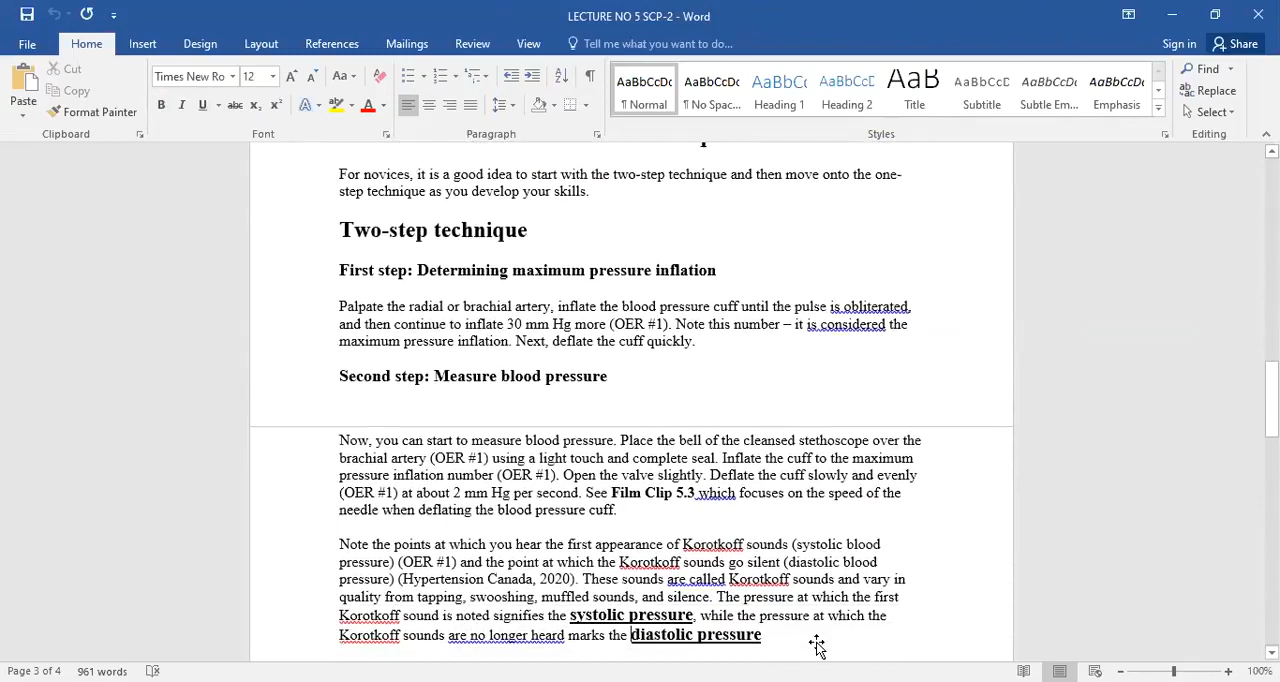 LECTURE NO 5 SCP-2 - Word
File Home Insert Design Layout References Mailings Review View Tell me what you want to do... Sign in Share
Cut
Copy
Paste
Format Painter
Clipboard
Times New Ro 12
Font
Paragraph
AaBbCcDc AaBbCcDc AaBbC( AaBbCcE AaB AaBbCcD AaBbCcDc AaBbCcDc
¶ Normal ¶ No Spac... Heading 1 Heading 2 Title Subtitle Subtle Em... Emphasis
Styles
Find
Replace
Select
Editing
For novices, it is a good idea to start with the two-step technique and then move onto the one-
step technique as you develop your skills.
Two-step technique
First step: Determining maximum pressure inflation
Palpate the radial or brachial artery, inflate the blood pressure cuff until the pulse is obliterated,
and then continue to inflate 30 mm Hg more (OER #1). Note this number – it is considered the
maximum pressure inflation. Next, deflate the cuff quickly.
Second step: Measure blood pressure
Now, you can start to measure blood pressure. Place the bell of the cleansed stethoscope over the
brachial artery (OER #1) using a light touch and complete seal. Inflate the cuff to the maximum
pressure inflation number (OER #1). Open the valve slightly. Deflate the cuff slowly and evenly
(OER #1) at about 2 mm Hg per second. See Film Clip 5.3 which focuses on the speed of the
needle when deflating the blood pressure cuff.
Note the points at which you hear the first appearance of Korotkoff sounds (systolic blood
pressure) (OER #1) and the point at which the Korotkoff sounds go silent (diastolic blood
pressure) (Hypertension Canada, 2020). These sounds are called Korotkoff sounds and vary in
quality from tapping, swooshing, muffled sounds, and silence. The pressure at which the first
Korotkoff sound is noted signifies the systolic pressure, while the pressure at which the
Korotkoff sounds are no longer heard marks the diastolic pressure
Page 3 of 4 961 words 100%